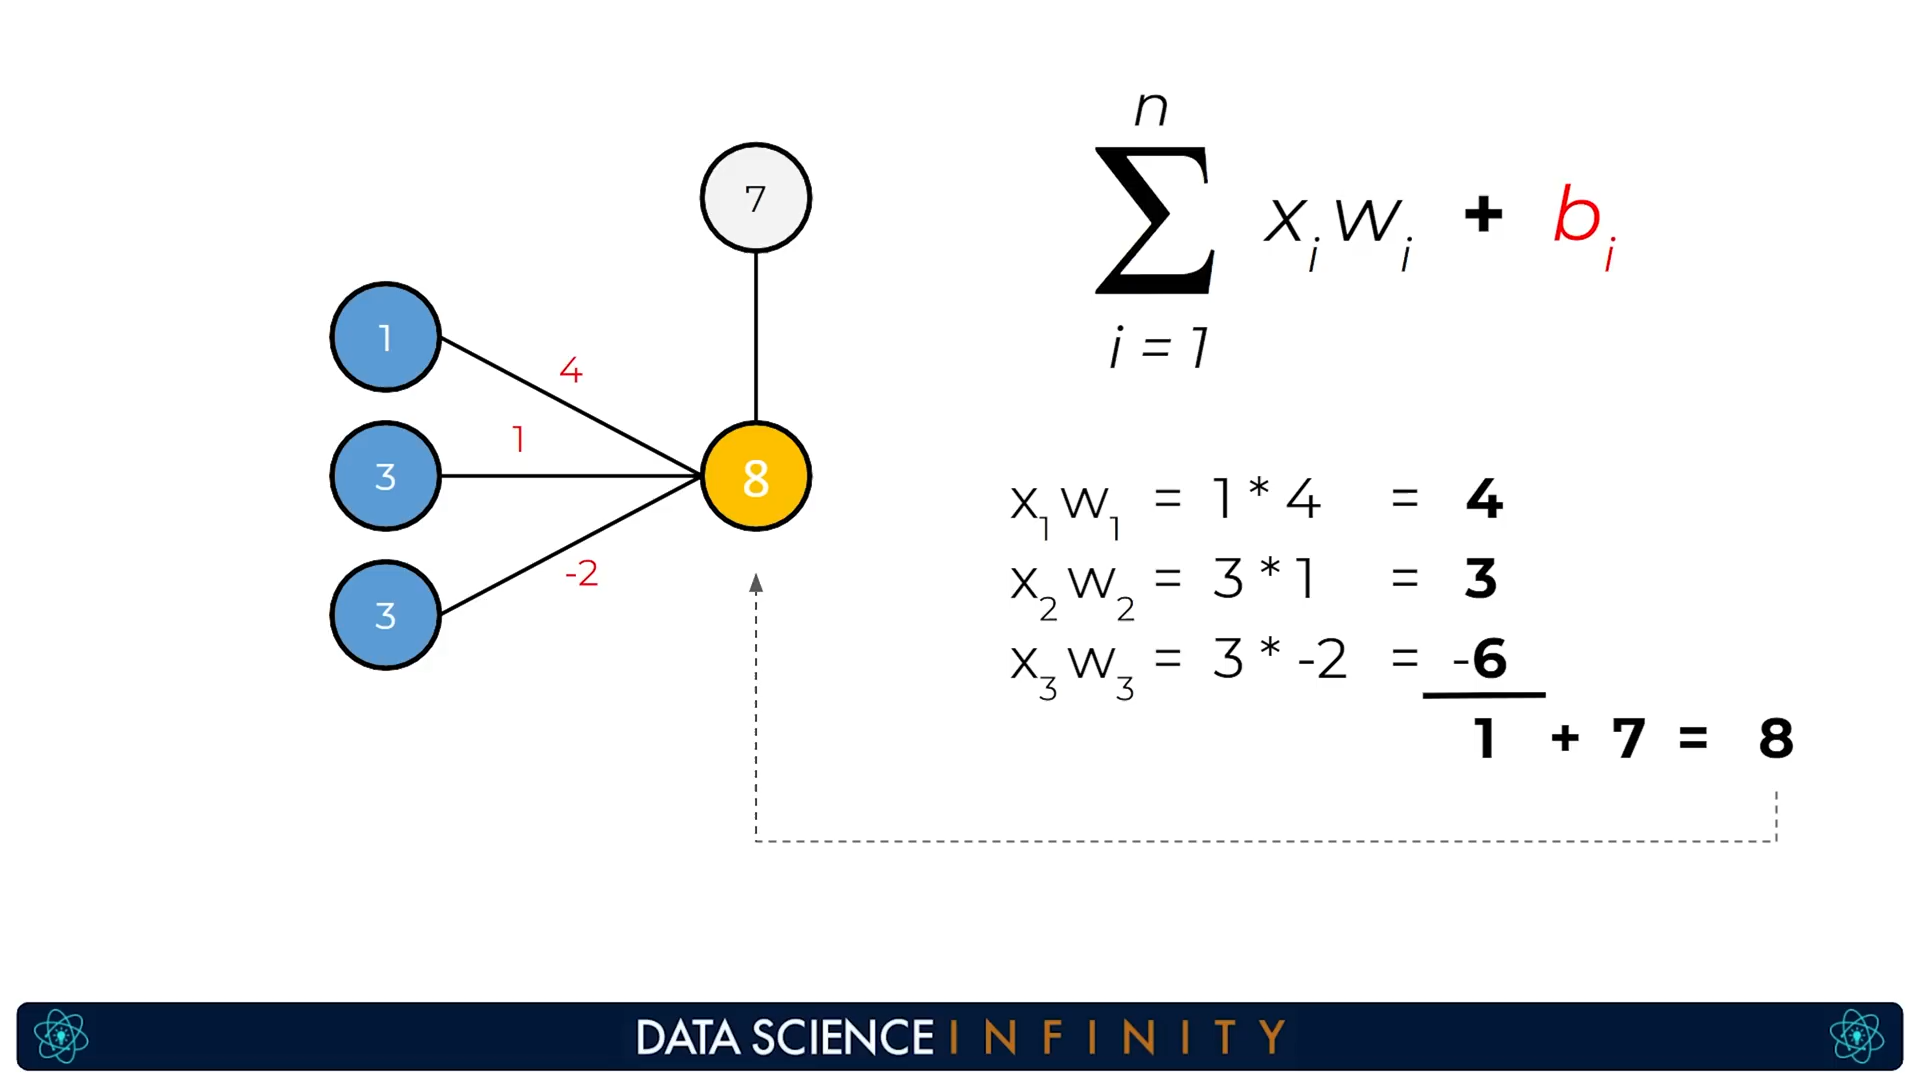 n
∑ xᵢwᵢ + bᵢ
i = 1
7
1
4
1
3
8
-2
3
x₁w₁ = 1 * 4 = 4
x₂w₂ = 3 * 1 = 3
x₃w₃ = 3 * -2 = -6
1 + 7 = 8
DATA SCIENCE INFINITY